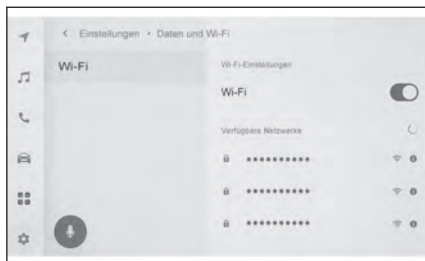 < Einstellungen • Daten und Wi-Fi
Wi-Fi
Wi-Fi-Einstellungen
Wi-Fi
Verfügbare Netzwerke
••••••••••
••••••••••
••••••••••